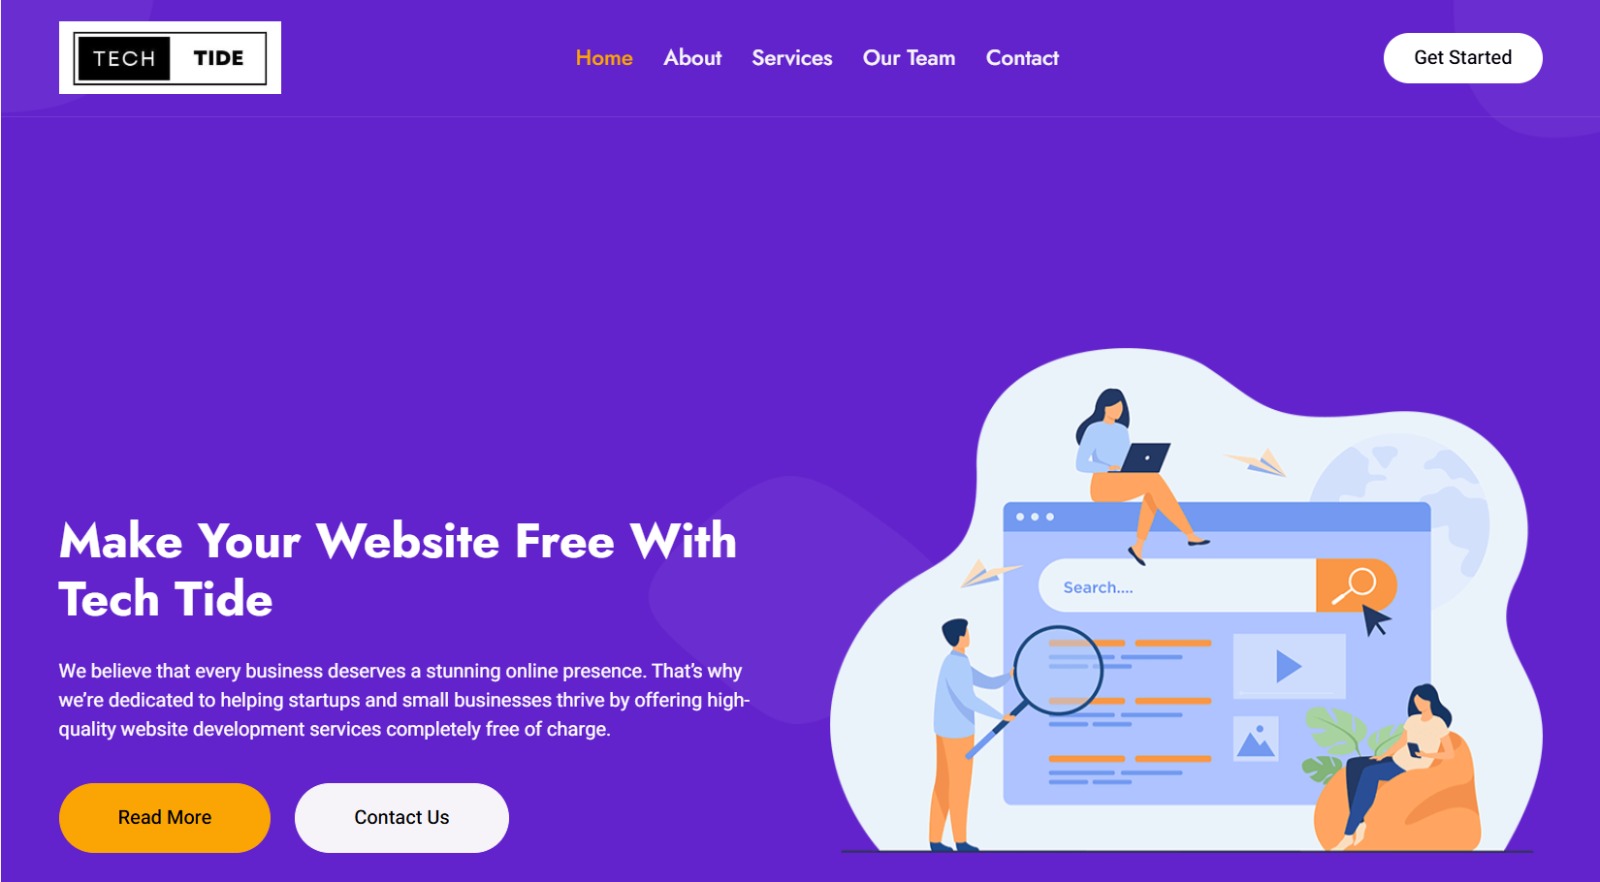 TECH TIDE
Home About Services Our Team Contact
Get Started
Make Your Website Free With
Tech Tide
We believe that every business deserves a stunning online presence. That’s why
we’re dedicated to helping startups and small businesses thrive by offering high-
quality website development services completely free of charge.
Read More
Contact Us
Search....